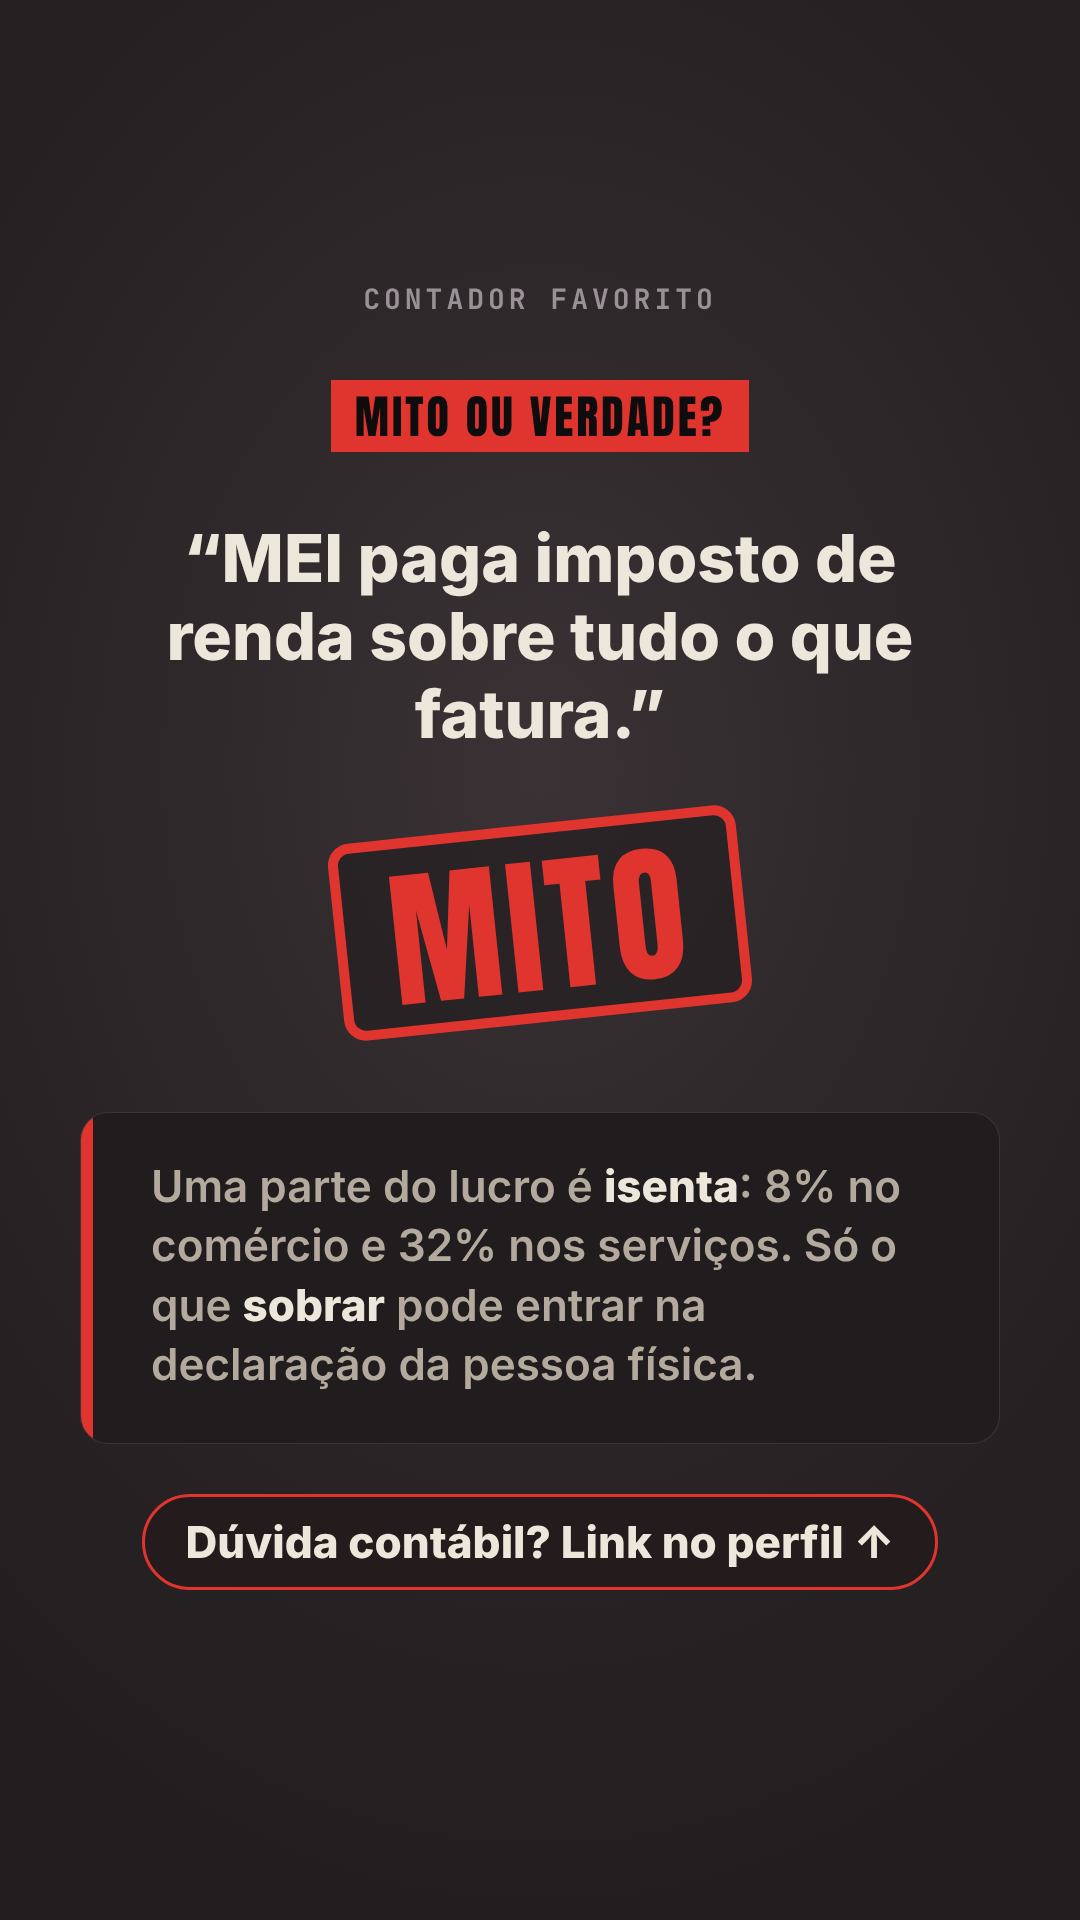 CONTADOR FAVORITO
MITO OU VERDADE?
“MEI paga imposto de
renda sobre tudo o que
fatura.”
MITO
Uma parte do lucro é isenta: 8% no
comércio e 32% nos serviços. Só o
que sobrar pode entrar na
declaração da pessoa física.
Dúvida contábil? Link no perfil ↑